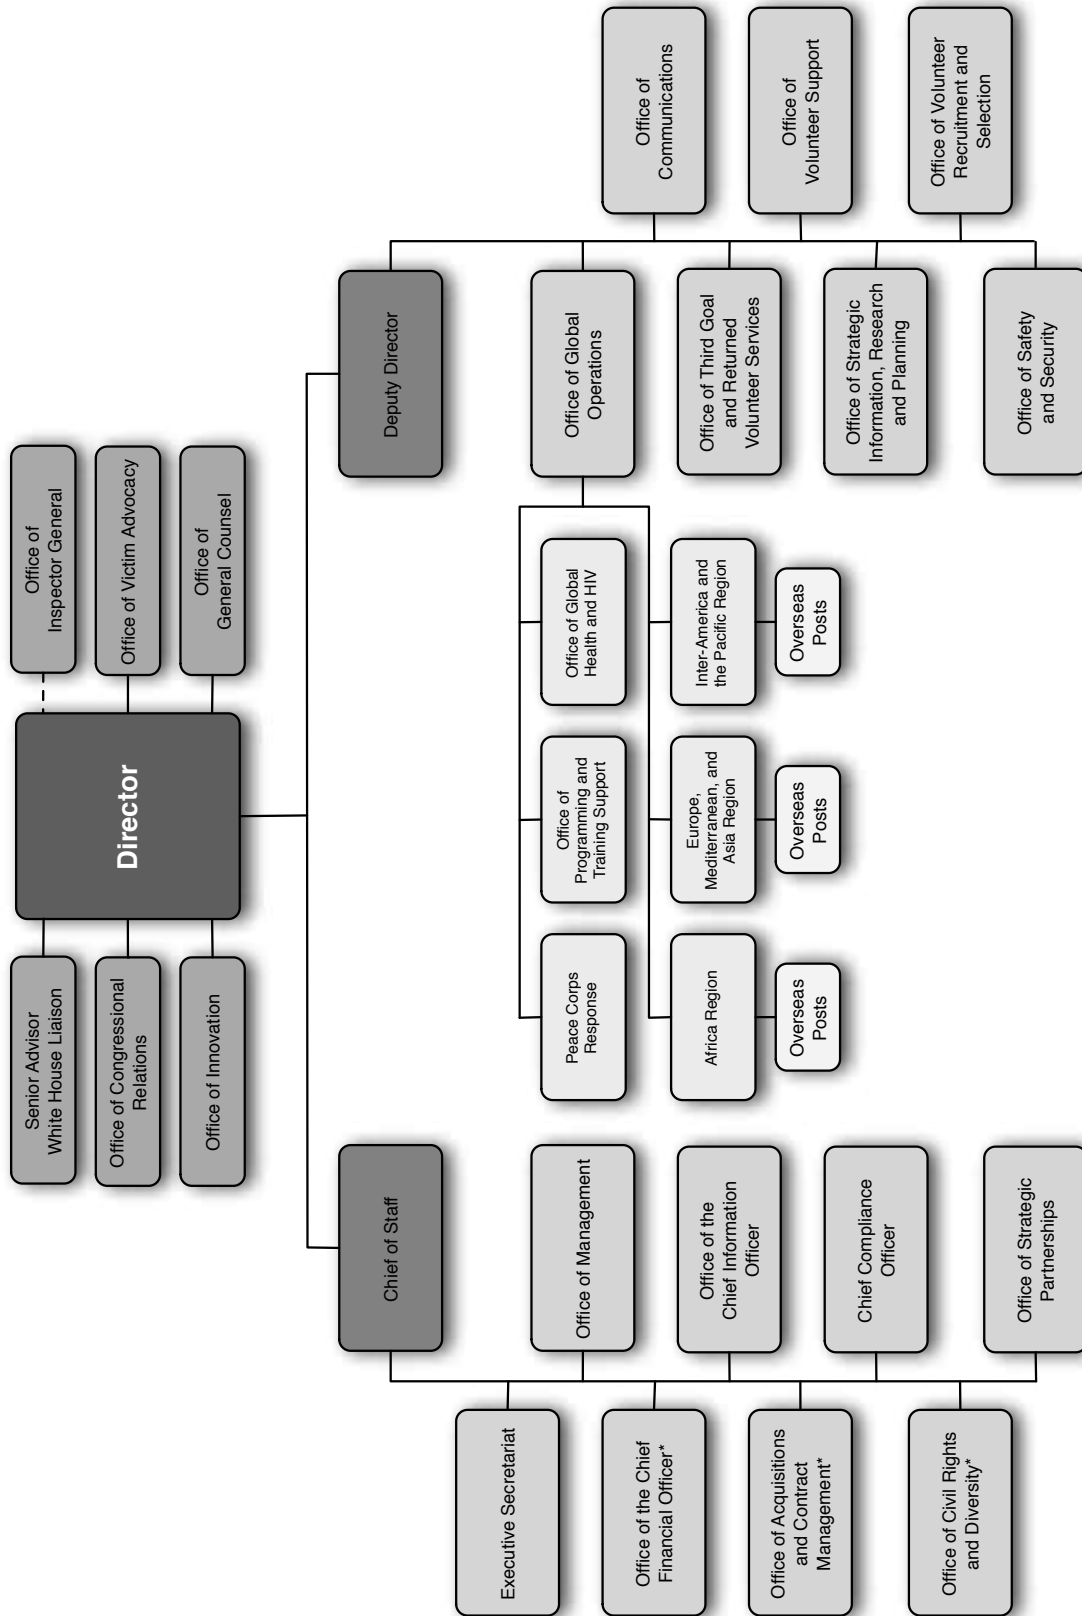 Director
Senior Advisor
White House Liaison
Office of Congressional
Relations
Office of Innovation
Office of
Inspector General
Office of Victim Advocacy
Office of
General Counsel
Chief of Staff
Deputy Director
Executive Secretariat
Office of the Chief
Financial Officer*
Office of Acquisitions
and Contract
Management*
Office of Civil Rights
and Diversity*
Office of Management
Office of the
Chief Information
Officer
Chief Compliance
Officer
Office of Strategic
Partnerships
Peace Corps
Response
Office of
Programming and
Training Support
Office of Global
Health and HIV
Africa Region
Europe,
Mediterranean, and
Asia Region
Inter-America and
the Pacific Region
Overseas
Posts
Overseas
Posts
Overseas
Posts
Office of Global
Operations
Office of Third Goal
and Returned
Volunteer Services
Office of Strategic
Information, Research
and Planning
Office of Safety
and Security
Office of
Communications
Office of
Volunteer Support
Office of Volunteer
Recruitment and
Selection